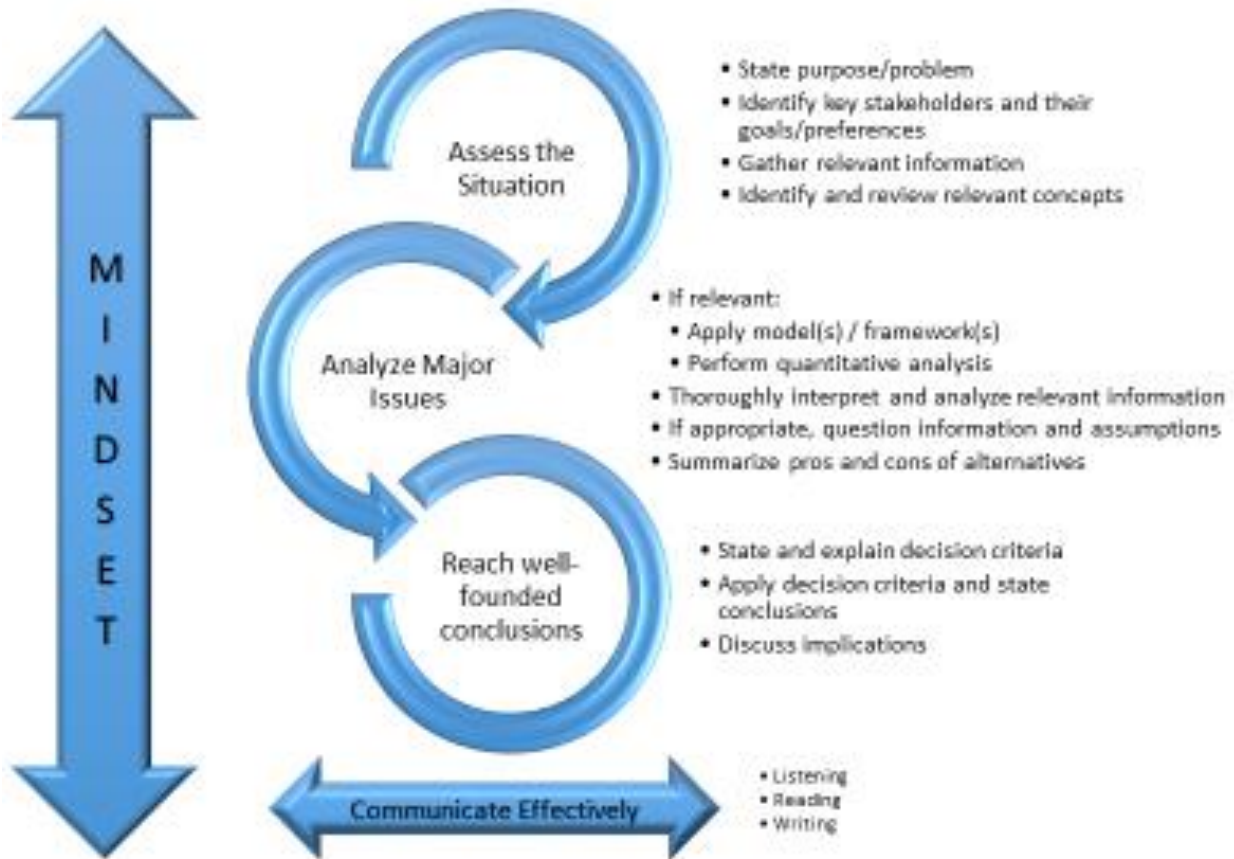 MINDSET
Assess the
Situation
▪ State purpose/problem
▪ Identify key stakeholders and their
goals/preferences
▪ Gather relevant information
▪ Identify and review relevant concepts
Analyze Major
Issues
▪ If relevant:
▪ Apply model(s) / framework(s)
▪ Perform quantitative analysis
▪ Thoroughly interpret and analyze relevant information
▪ If appropriate, question information and assumptions
▪ Summarize pros and cons of alternatives
Reach well-
founded
conclusions
▪ State and explain decision criteria
▪ Apply decision criteria and state
conclusions
▪ Discuss implications
Communicate Effectively
▪ Listening
▪ Reading
▪ Writing